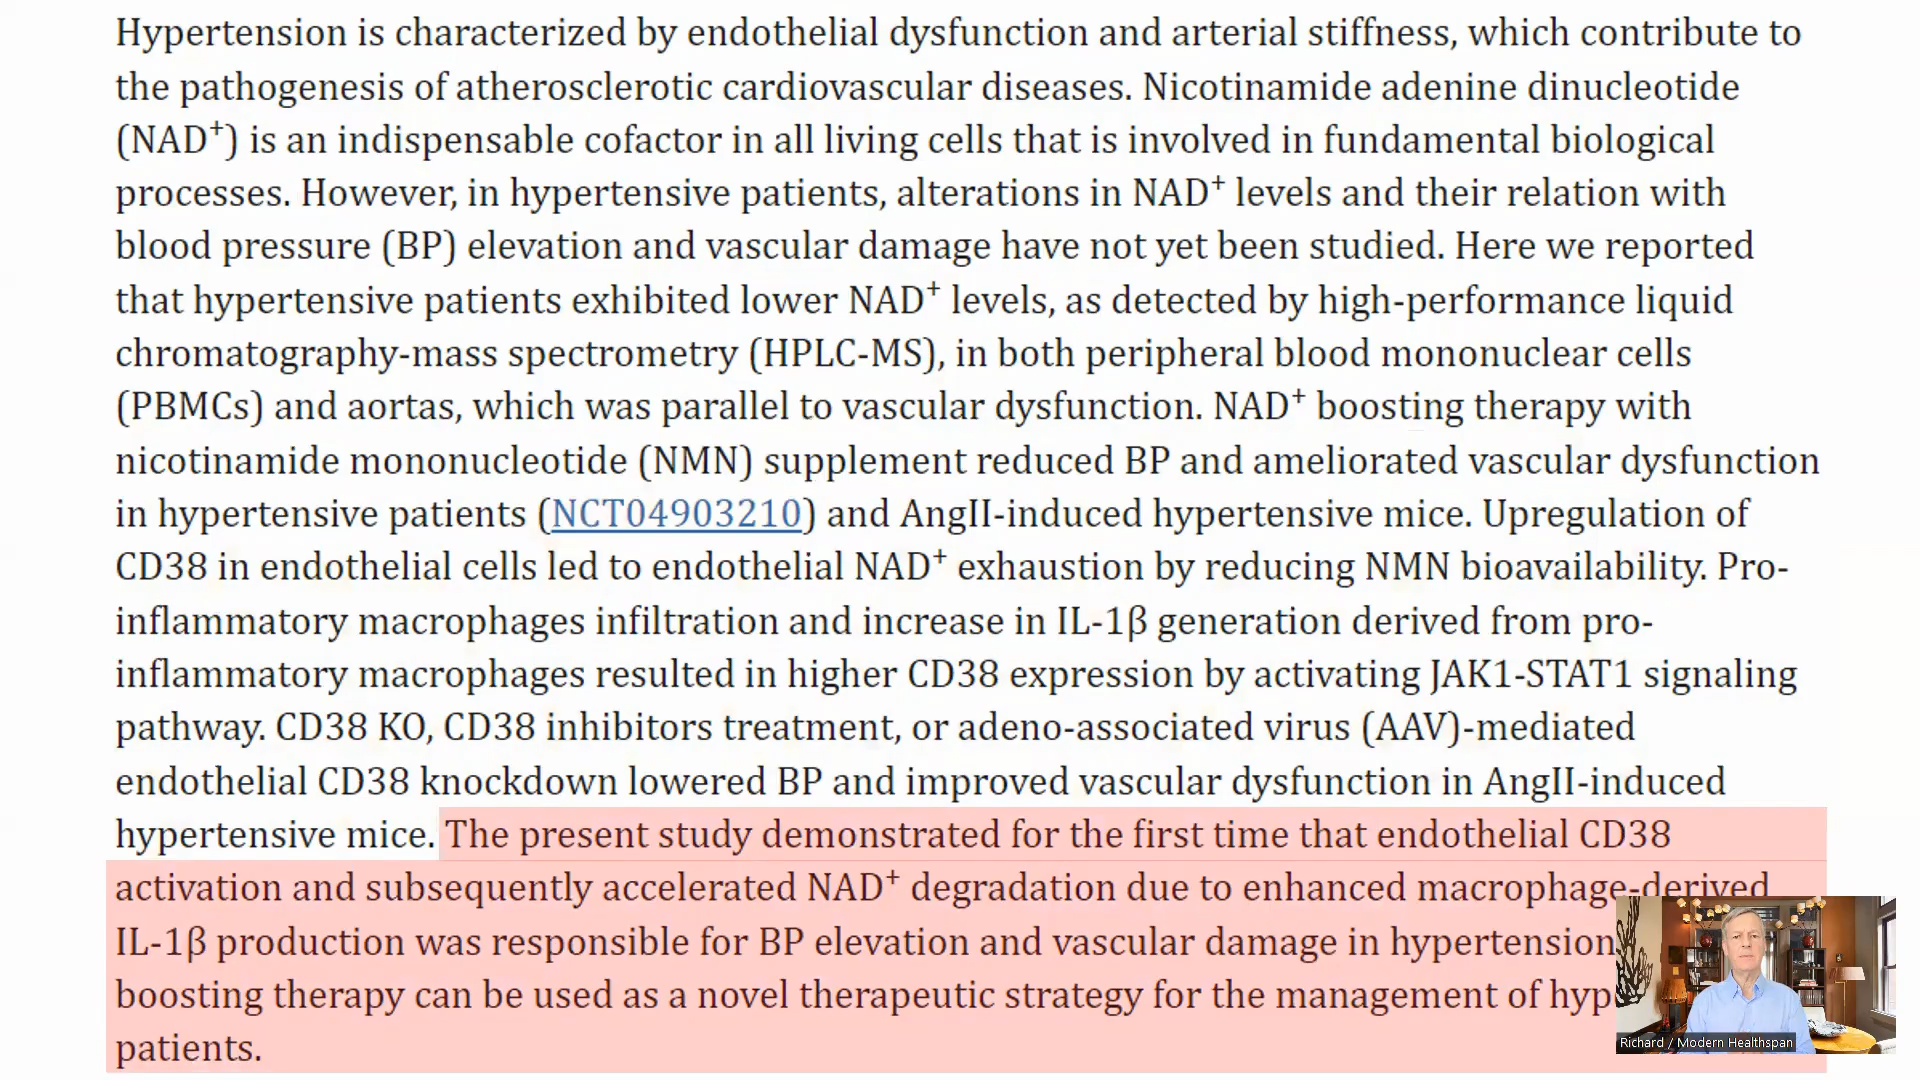 Hypertension is characterized by endothelial dysfunction and arterial stiffness, which contribute to
the pathogenesis of atherosclerotic cardiovascular diseases. Nicotinamide adenine dinucleotide
(NAD⁺) is an indispensable cofactor in all living cells that is involved in fundamental biological
processes. However, in hypertensive patients, alterations in NAD⁺ levels and their relation with
blood pressure (BP) elevation and vascular damage have not yet been studied. Here we reported
that hypertensive patients exhibited lower NAD⁺ levels, as detected by high-performance liquid
chromatography-mass spectrometry (HPLC-MS), in both peripheral blood mononuclear cells
(PBMCs) and aortas, which was parallel to vascular dysfunction. NAD⁺ boosting therapy with
nicotinamide mononucleotide (NMN) supplement reduced BP and ameliorated vascular dysfunction
in hypertensive patients (NCT04903210) and AngII-induced hypertensive mice. Upregulation of
CD38 in endothelial cells led to endothelial NAD⁺ exhaustion by reducing NMN bioavailability. Pro-
inflammatory macrophages infiltration and increase in IL-1β generation derived from pro-
inflammatory macrophages resulted in higher CD38 expression by activating JAK1-STAT1 signaling
pathway. CD38 KO, CD38 inhibitors treatment, or adeno-associated virus (AAV)-mediated
endothelial CD38 knockdown lowered BP and improved vascular dysfunction in AngII-induced
hypertensive mice. The present study demonstrated for the first time that endothelial CD38
activation and subsequently accelerated NAD⁺ degradation due to enhanced macrophage-derived
IL-1β production was responsible for BP elevation and vascular damage in hypertension
boosting therapy can be used as a novel therapeutic strategy for the management of hyp
patients.
Richard / Modern Healthspan